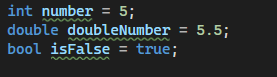 int number = 5;
double doubleNumber = 5.5;
bool isFalse = true;